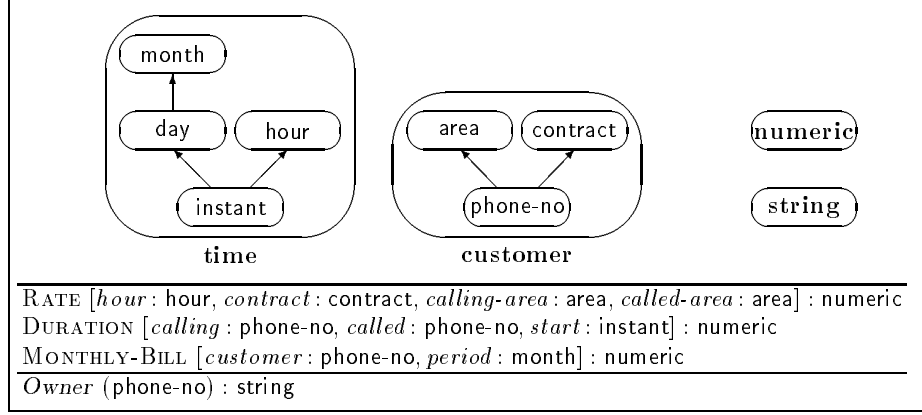 month
day hour
instant
time
area contract
phone-no
customer
numeric
string
RATE [hour : hour, contract : contract, calling-area : area, called-area : area] : numeric
DURATION [calling : phone-no, called : phone-no, start : instant] : numeric
MONTHLY-BILL [customer : phone-no, period : month] : numeric
Owner (phone-no) : string